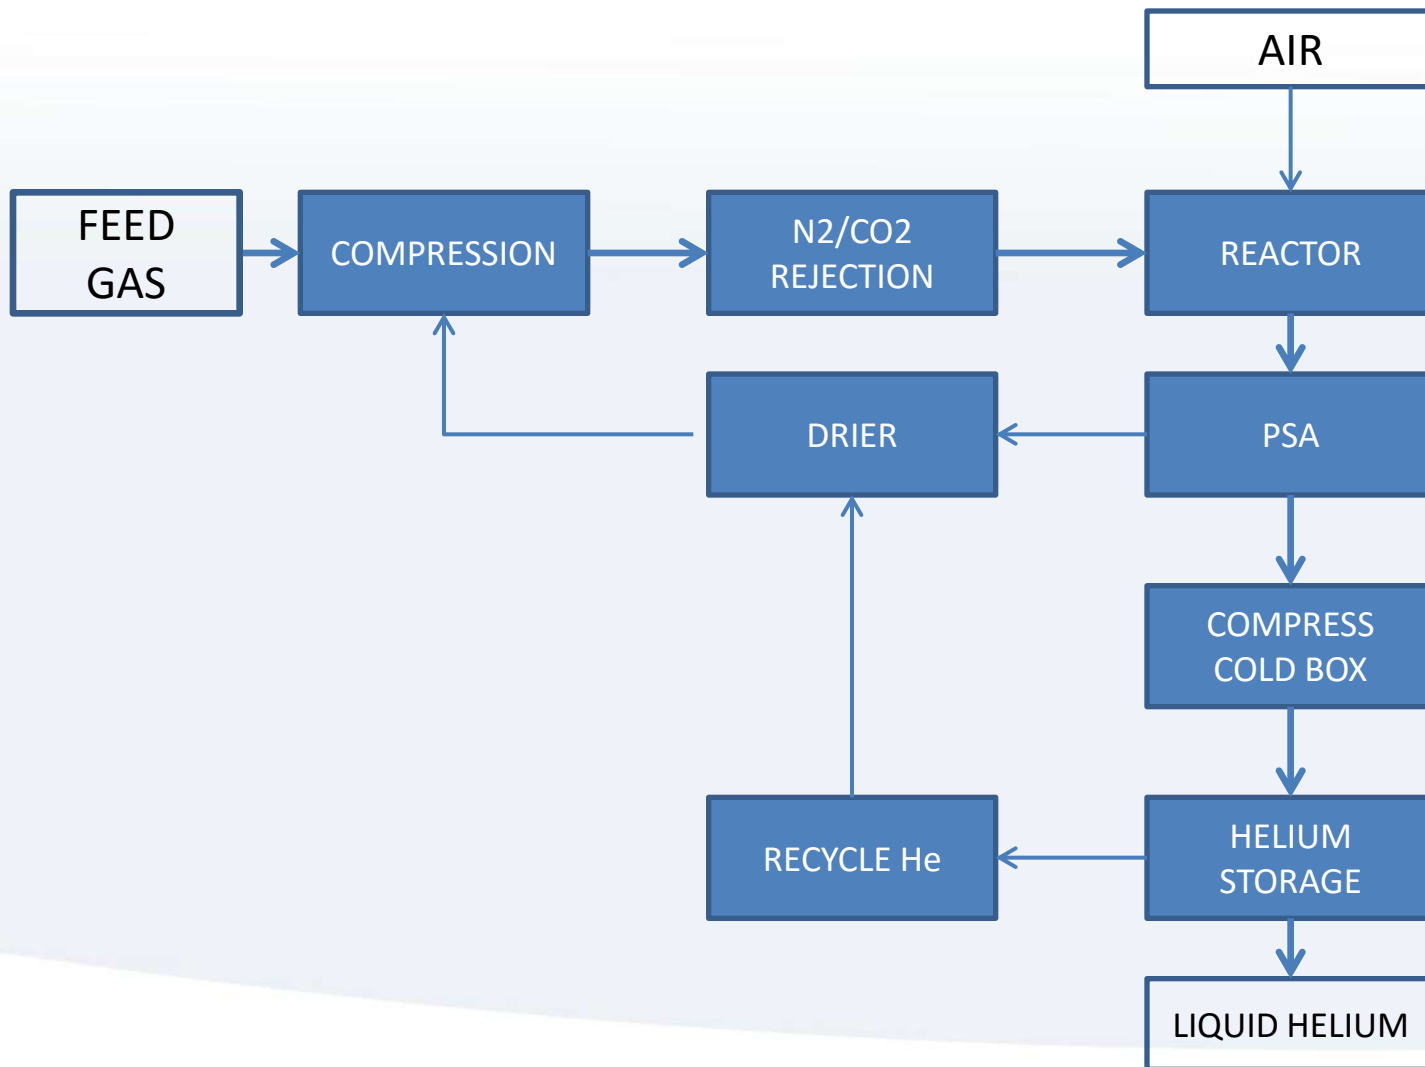 AIR
FEED
GAS
COMPRESSION
N2/CO2
REJECTION
REACTOR
DRIER
PSA
COMPRESS
COLD BOX
RECYCLE He
HELIUM
STORAGE
LIQUID HELIUM